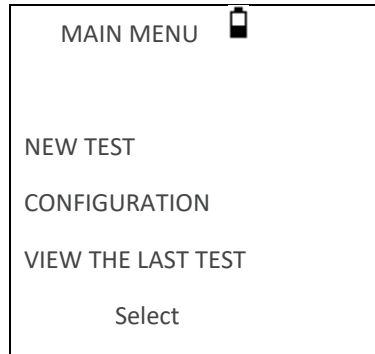 MAIN MENU
NEW TEST
CONFIGURATION
VIEW THE LAST TEST
Select